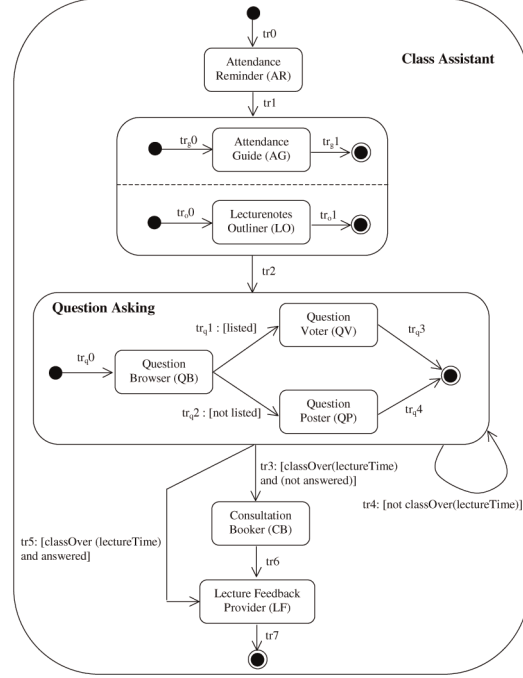 tr0
Class Assistant
Attendance
Reminder (AR)
tr1
trg0
Attendance
Guide (AG)
trg1
tro0
Lecturenotes
Outliner (LO)
tro1
tr2
Question Asking
trq0
Question
Browser (QB)
trq1 : [listed]
Question
Voter (QV)
trq3
trq2 : [not listed]
Question
Poster (QP)
trq4
tr3: [classOver(lectureTime)
and (not answered)]
tr4: [not classOver(lectureTime)]
tr5: [classOver (lectureTime)
and answered]
Consultation
Booker (CB)
tr6
Lecture Feedback
Provider (LF)
tr7